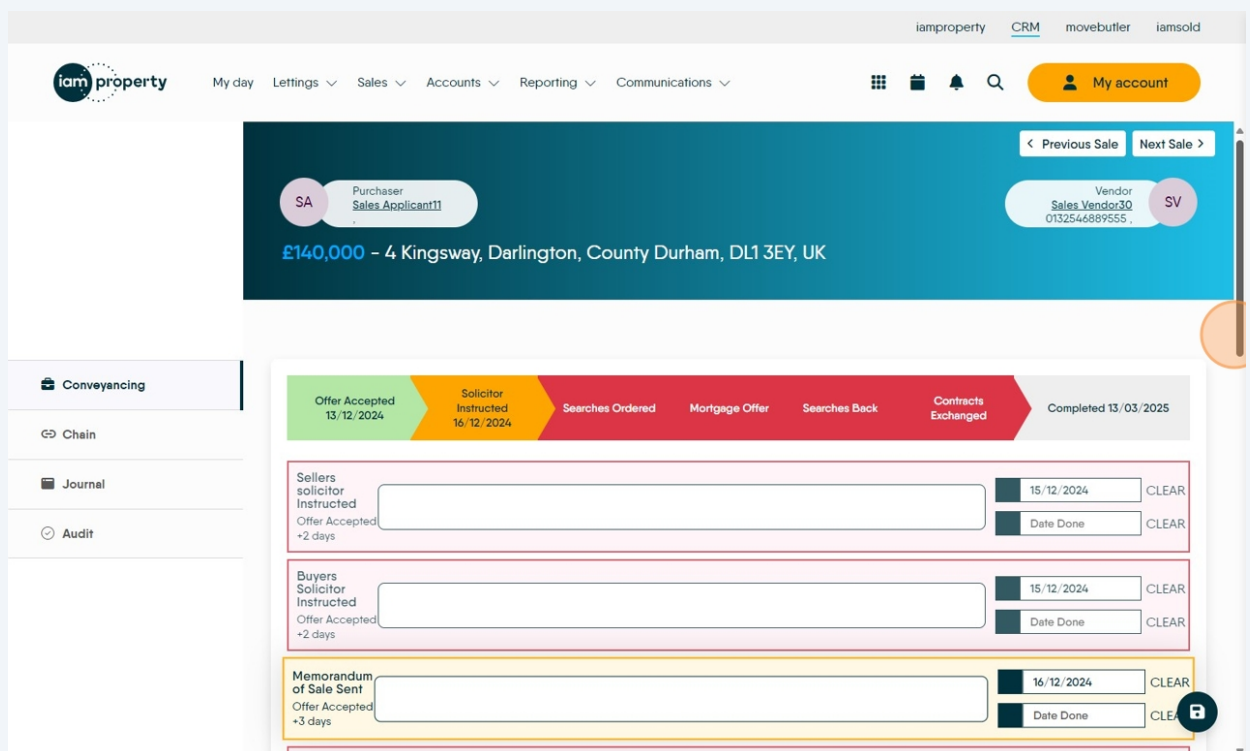 iamproperty CRM movebutler iamsold
iam property My day Lettings Sales Accounts Reporting Communications My account
Previous Sale Next Sale
SA Purchaser
Sales Applicant11
,
Vendor SV
Sales Vendor30
0132546889555 ,
£140,000 - 4 Kingsway, Darlington, County Durham, DL1 3EY, UK
Conveyancing
Chain
Journal
Audit
Offer Accepted
13/12/2024
Solicitor
Instructed
16/12/2024
Searches Ordered
Mortgage Offer
Searches Back
Contracts
Exchanged
Completed 13/03/2025
Sellers
solicitor
Instructed
Offer Accepted
+2 days
15/12/2024 CLEAR
Date Done CLEAR
Buyers
Solicitor
Instructed
Offer Accepted
+2 days
15/12/2024 CLEAR
Date Done CLEAR
Memorandum
of Sale Sent
Offer Accepted
+3 days
16/12/2024 CLEAR
Date Done CLE